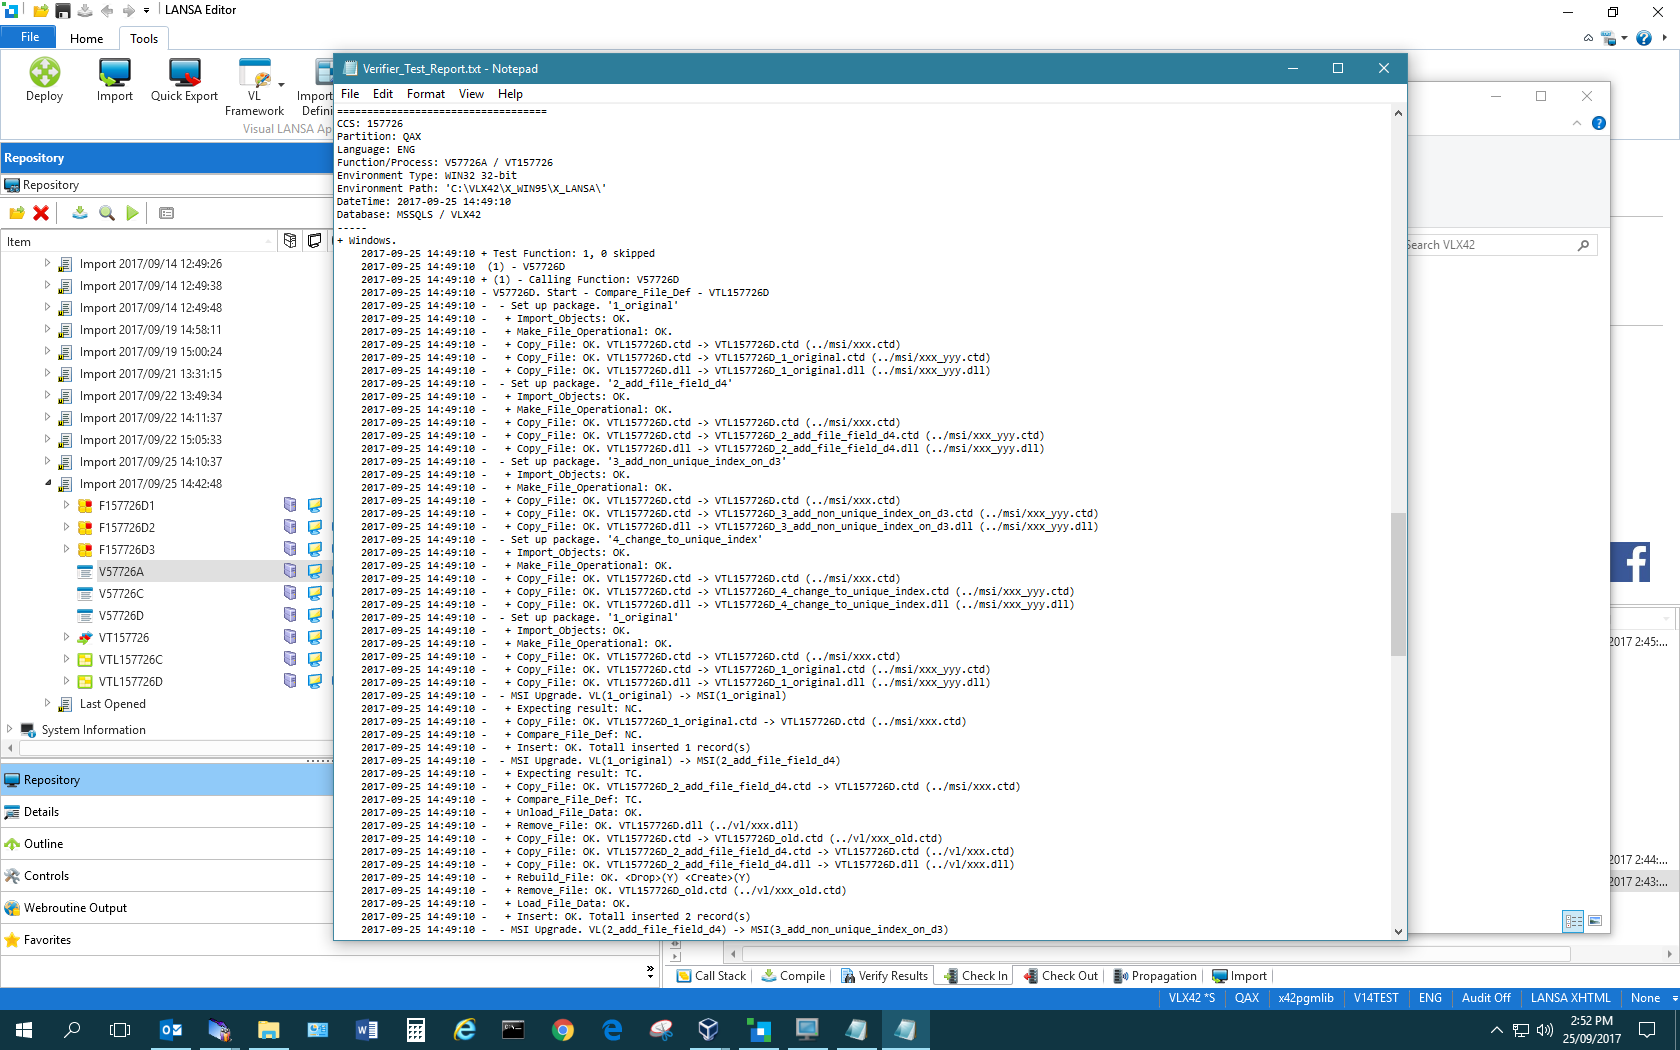 LANSA Editor
File
Home
Tools
Deploy
Import
Quick Export
VL
Framework
Import
Defini
Visual LANSA Ap
Repository
Repository
Item
Import 2017/09/14 12:49:26
Import 2017/09/14 12:49:38
Import 2017/09/14 12:49:48
Import 2017/09/19 14:58:11
Import 2017/09/19 15:00:24
Import 2017/09/21 13:31:15
Import 2017/09/22 13:49:34
Import 2017/09/22 14:11:37
Import 2017/09/22 15:05:33
Import 2017/09/25 14:10:37
Import 2017/09/25 14:42:48
F157726D1
F157726D2
F157726D3
V57726A
V57726C
V57726D
VT157726
VTL157726C
VTL157726D
Last Opened
System Information
Repository
Details
Outline
Controls
Webroutine Output
Favorites
Verifier_Test_Report.txt - Notepad
File Edit Format View Help
===================================
CCS: 157726
Partition: QAX
Language: ENG
Function/Process: V57726A / VT157726
Environment Type: WIN32 32-bit
Environment Path: 'C:\VLX42\X_WIN95\X_LANSA\'
DateTime: 2017-09-25 14:49:10
Database: MSSQLS / VLX42
-----
+ Windows.
2017-09-25 14:49:10 + Test Function: 1, 0 skipped
2017-09-25 14:49:10  (1) - V57726D
2017-09-25 14:49:10 + (1) - Calling Function: V57726D
2017-09-25 14:49:10 - V57726D. Start - Compare_File_Def - VTL157726D
2017-09-25 14:49:10 -  - Set up package. '1_original'
2017-09-25 14:49:10 -   + Import_Objects: OK.
2017-09-25 14:49:10 -   + Make_File_Operational: OK.
2017-09-25 14:49:10 -   + Copy_File: OK. VTL157726D.ctd -> VTL157726D.ctd (../msi/xxx.ctd)
2017-09-25 14:49:10 -   + Copy_File: OK. VTL157726D.ctd -> VTL157726D_1_original.ctd (../msi/xxx_yyy.ctd)
2017-09-25 14:49:10 -   + Copy_File: OK. VTL157726D.dll -> VTL157726D_1_original.dll (../msi/xxx_yyy.dll)
2017-09-25 14:49:10 -  - Set up package. '2_add_file_field_d4'
2017-09-25 14:49:10 -   + Import_Objects: OK.
2017-09-25 14:49:10 -   + Make_File_Operational: OK.
2017-09-25 14:49:10 -   + Copy_File: OK. VTL157726D.ctd -> VTL157726D.ctd (../msi/xxx.ctd)
2017-09-25 14:49:10 -   + Copy_File: OK. VTL157726D.ctd -> VTL157726D_2_add_file_field_d4.ctd (../msi/xxx_yyy.ctd)
2017-09-25 14:49:10 -   + Copy_File: OK. VTL157726D.dll -> VTL157726D_2_add_file_field_d4.dll (../msi/xxx_yyy.dll)
2017-09-25 14:49:10 -  - Set up package. '3_add_non_unique_index_on_d3'
2017-09-25 14:49:10 -   + Import_Objects: OK.
2017-09-25 14:49:10 -   + Make_File_Operational: OK.
2017-09-25 14:49:10 -   + Copy_File: OK. VTL157726D.ctd -> VTL157726D.ctd (../msi/xxx.ctd)
2017-09-25 14:49:10 -   + Copy_File: OK. VTL157726D.ctd -> VTL157726D_3_add_non_unique_index_on_d3.ctd (../msi/xxx_yyy.ctd)
2017-09-25 14:49:10 -   + Copy_File: OK. VTL157726D.dll -> VTL157726D_3_add_non_unique_index_on_d3.dll (../msi/xxx_yyy.dll)
2017-09-25 14:49:10 -  - Set up package. '4_change_to_unique_index'
2017-09-25 14:49:10 -   + Import_Objects: OK.
2017-09-25 14:49:10 -   + Make_File_Operational: OK.
2017-09-25 14:49:10 -   + Copy_File: OK. VTL157726D.ctd -> VTL157726D.ctd (../msi/xxx.ctd)
2017-09-25 14:49:10 -   + Copy_File: OK. VTL157726D.ctd -> VTL157726D_4_change_to_unique_index.ctd (../msi/xxx_yyy.ctd)
2017-09-25 14:49:10 -   + Copy_File: OK. VTL157726D.dll -> VTL157726D_4_change_to_unique_index.dll (../msi/xxx_yyy.dll)
2017-09-25 14:49:10 -  - Set up package. '1_original'
2017-09-25 14:49:10 -   + Import_Objects: OK.
2017-09-25 14:49:10 -   + Make_File_Operational: OK.
2017-09-25 14:49:10 -   + Copy_File: OK. VTL157726D.ctd -> VTL157726D.ctd (../msi/xxx.ctd)
2017-09-25 14:49:10 -   + Copy_File: OK. VTL157726D.ctd -> VTL157726D_1_original.ctd (../msi/xxx_yyy.ctd)
2017-09-25 14:49:10 -   + Copy_File: OK. VTL157726D.dll -> VTL157726D_1_original.dll (../msi/xxx_yyy.dll)
2017-09-25 14:49:10 -  - MSI Upgrade. VL(1_original) -> MSI(1_original)
2017-09-25 14:49:10 -   + Expecting result: NC.
2017-09-25 14:49:10 -   + Copy_File: OK. VTL157726D_1_original.ctd -> VTL157726D.ctd (../msi/xxx.ctd)
2017-09-25 14:49:10 -   + Compare_File_Def: NC.
2017-09-25 14:49:10 -   + Insert: OK. Totall inserted 1 record(s)
2017-09-25 14:49:10 -  - MSI Upgrade. VL(1_original) -> MSI(2_add_file_field_d4)
2017-09-25 14:49:10 -   + Expecting result: TC.
2017-09-25 14:49:10 -   + Copy_File: OK. VTL157726D_2_add_file_field_d4.ctd -> VTL157726D.ctd (../msi/xxx.ctd)
2017-09-25 14:49:10 -   + Compare_File_Def: TC.
2017-09-25 14:49:10 -   + Unload_File_Data: OK.
2017-09-25 14:49:10 -   + Remove_File: OK. VTL157726D.dll (../vl/xxx.dll)
2017-09-25 14:49:10 -   + Copy_File: OK. VTL157726D.ctd -> VTL157726D_old.ctd (../vl/xxx_old.ctd)
2017-09-25 14:49:10 -   + Copy_File: OK. VTL157726D_2_add_file_field_d4.ctd -> VTL157726D.ctd (../vl/xxx.ctd)
2017-09-25 14:49:10 -   + Copy_File: OK. VTL157726D_2_add_file_field_d4.dll -> VTL157726D.dll (../vl/xxx.dll)
2017-09-25 14:49:10 -   + Rebuild_File: OK. <Drop>(Y) <Create>(Y)
2017-09-25 14:49:10 -   + Remove_File: OK. VTL157726D_old.ctd (../vl/xxx_old.ctd)
2017-09-25 14:49:10 -   + Load_File_Data: OK.
2017-09-25 14:49:10 -   + Insert: OK. Totall inserted 2 record(s)
2017-09-25 14:49:10 -  - MSI Upgrade. VL(2_add_file_field_d4) -> MSI(3_add_non_unique_index_on_d3)
Search VLX42
2017 2:45:...
2017 2:44:...
2017 2:43:...
Call Stack
Compile
Verify Results
Check In
Check Out
Propagation
Import
VLX42 *S
QAX
x42pgmlib
V14TEST
ENG
Audit Off
LANSA XHTML
None
2:52 PM
25/09/2017